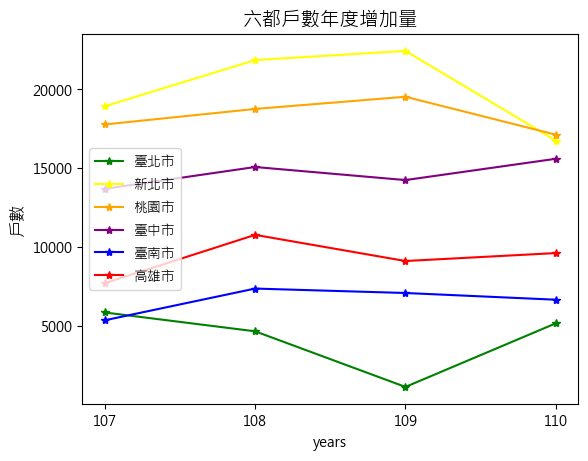 六都戶數年度增加量
戶數
20000
15000
10000
5000
臺北市
新北市
桃園市
臺中市
臺南市
高雄市
107
108
109
110
years